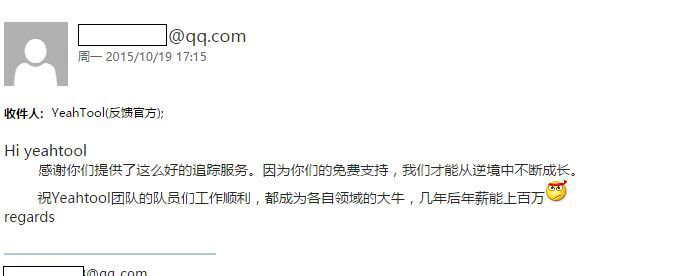 @qq.com
周一 2015/10/19 17:15
收件人： YeahTool(反馈官方);
Hi yeahtool
感谢你们提供了这么好的追踪服务。因为你们的免费支持，我们才能从逆境中不断成长。
祝Yeahtool团队的队员们工作顺利，都成为各自领域的大牛，几年后年薪能上百万
regards
@qq.com